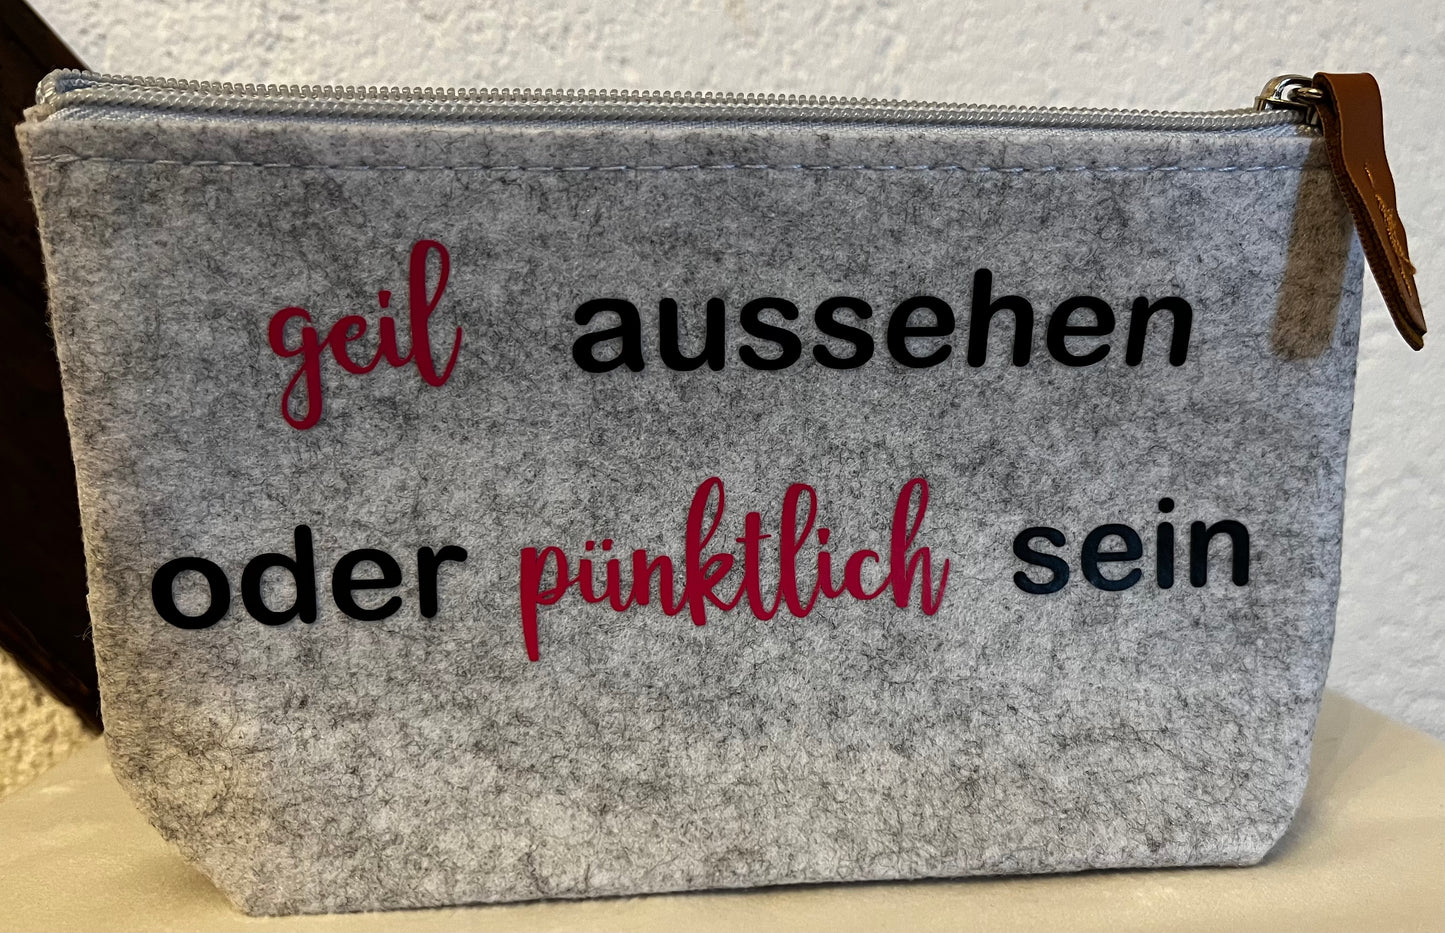 geil aussehen
oder pünktlich sein